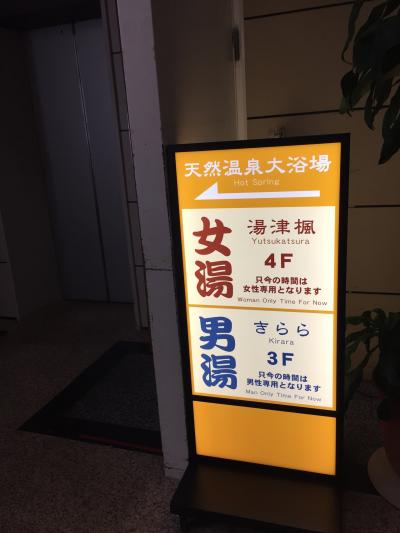 天然温泉大浴場
Hot Spring
女湯
湯津楓
Yutsukatsura
4F
只今の時間は
女性専用となります
Woman Only Time For Now
男湯
きらら
Kirara
3F
只今の時間は
男性専用となります
Man Only Time For Now